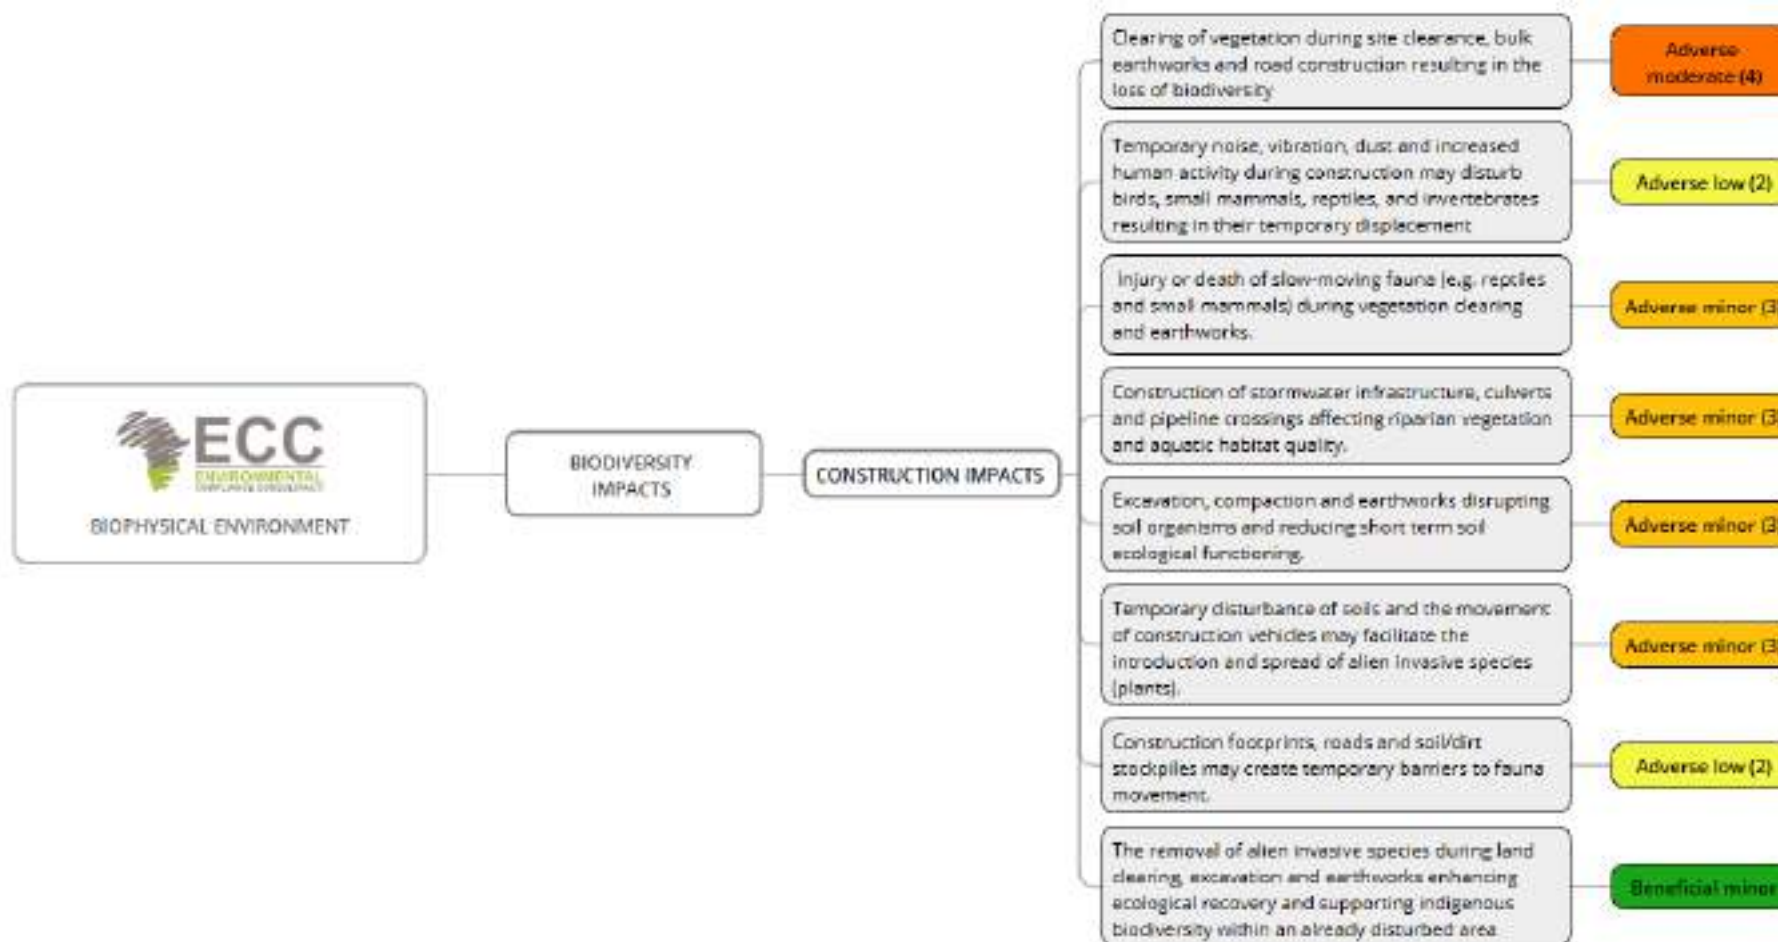 ECC
ENVIRONMENTAL
COMPLIANCE CONSULTANCY
BIOPHYSICAL ENVIRONMENT
BIODIVERSITY
IMPACTS
CONSTRUCTION IMPACTS
Clearing of vegetation during site clearance, bulk
earthworks and road construction resulting in the
loss of biodiversity
Adverse
moderate (4)
Temporary noise, vibration, dust and increased
human activity during construction may disturb
birds, small mammals, reptiles, and invertebrates
resulting in their temporary displacement
Adverse low (2)
Injury or death of slow-moving fauna (e.g. reptiles
and small mammals) during vegetation clearing
and earthworks.
Adverse minor (3
Construction of stormwater infrastructure, culverts
and pipeline crossings affecting riparian vegetation
and aquatic habitat quality.
Adverse minor (3
Excavation, compaction and earthworks disrupting
soil organisms and reducing short term soil
ecological functioning.
Adverse minor (3
Temporary disturbance of soils and the movement
of construction vehicles may facilitate the
introduction and spread of alien invasive species
(plants).
Adverse minor (3
Construction footprints, roads and soil/dirt
stockpiles may create temporary barriers to fauna
movement.
Adverse low (2)
The removal of alien invasive species during land
clearing, excavation and earthworks enhancing
ecological recovery and supporting indigenous
biodiversity within an already disturbed area
Beneficial minor